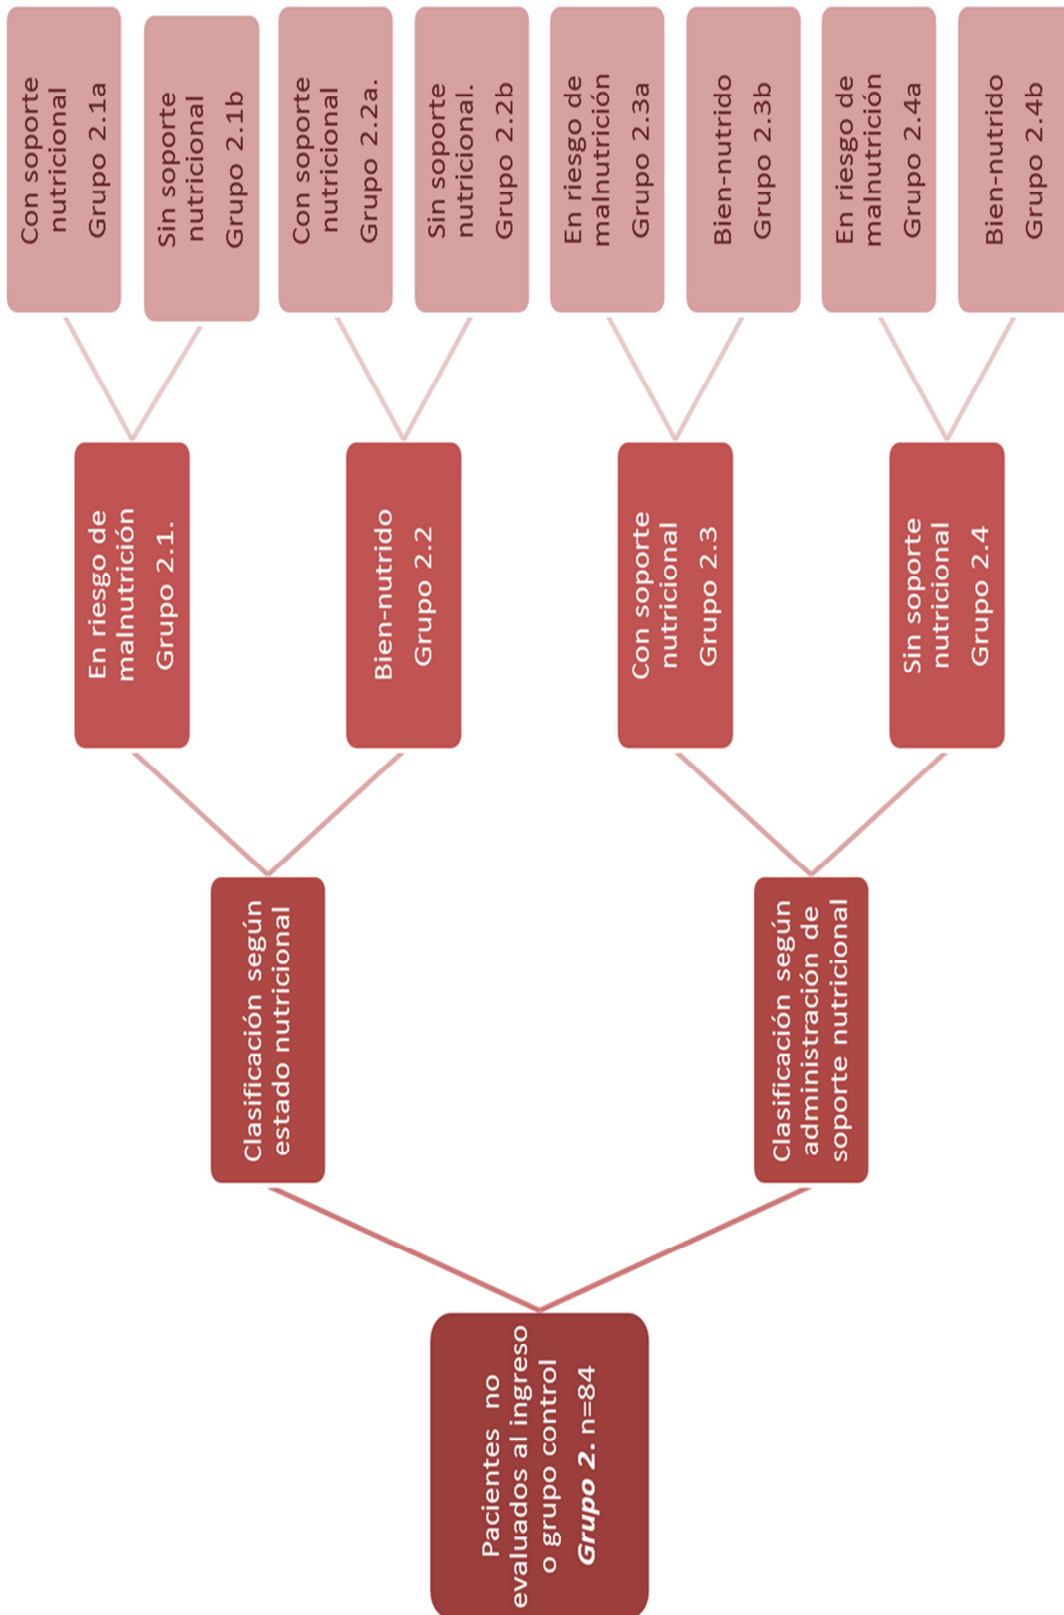 Pacientes no
evaluados al ingreso
o grupo control
Grupo 2. n=84
Clasificación según
estado nutricional
Clasificación según
administración de
soporte nutricional
En riesgo de
malnutrición
Grupo 2.1.
Bien-nutrido
Grupo 2.2
Con soporte
nutricional
Grupo 2.3
Sin soporte
nutricional
Grupo 2.4
Con soporte
nutricional
Grupo 2.1a
Sin soporte
nutricional
Grupo 2.1b
Con soporte
nutricional
Grupo 2.2a.
Sin soporte
nutricional.
Grupo 2.2b
En riesgo de
malnutrición
Grupo 2.3a
Bien-nutrido
Grupo 2.3b
En riesgo de
malnutrición
Grupo 2.4a
Bien-nutrido
Grupo 2.4b